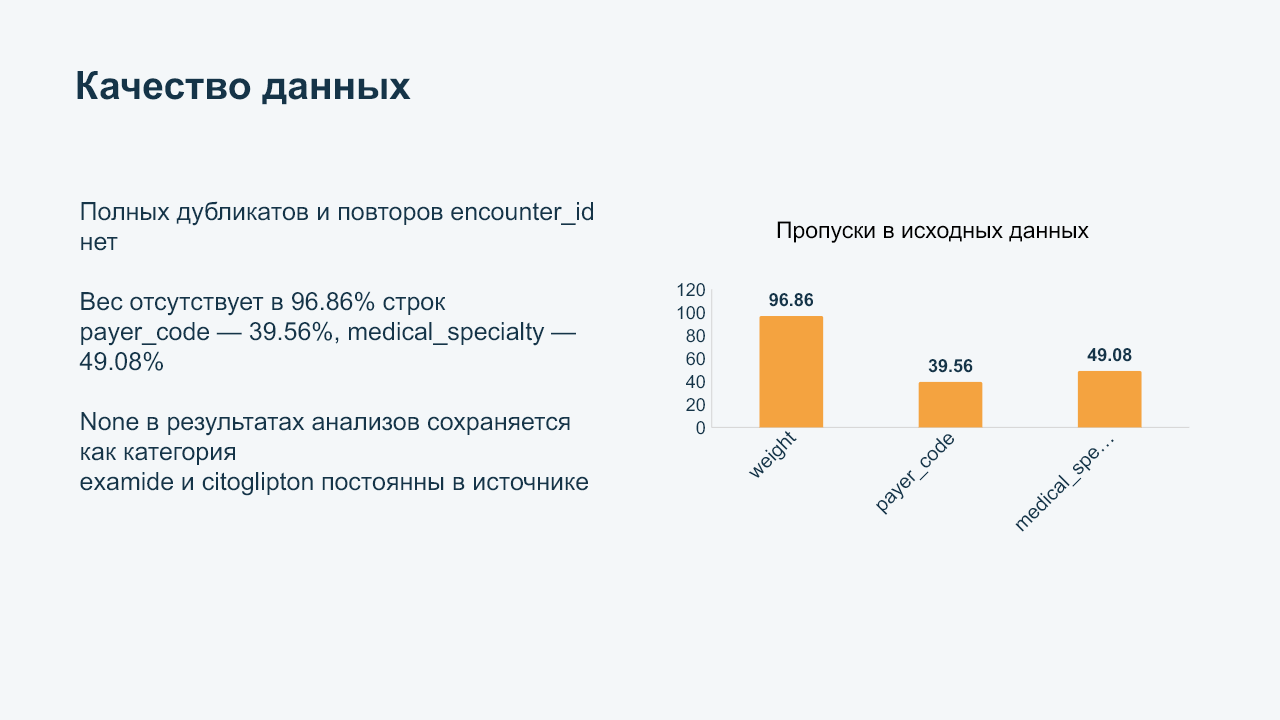 Качество данных
Полных дубликатов и повторов encounter_id
нет
Вес отсутствует в 96.86% строк
payer_code — 39.56%, medical_specialty —
49.08%
None в результатах анализов сохраняется
как категория
examide и citoglipton постоянны в источнике
Пропуски в исходных данных
120
100
80
60
40
20
0
96.86
39.56
49.08
weight
payer_code
medical_spe…